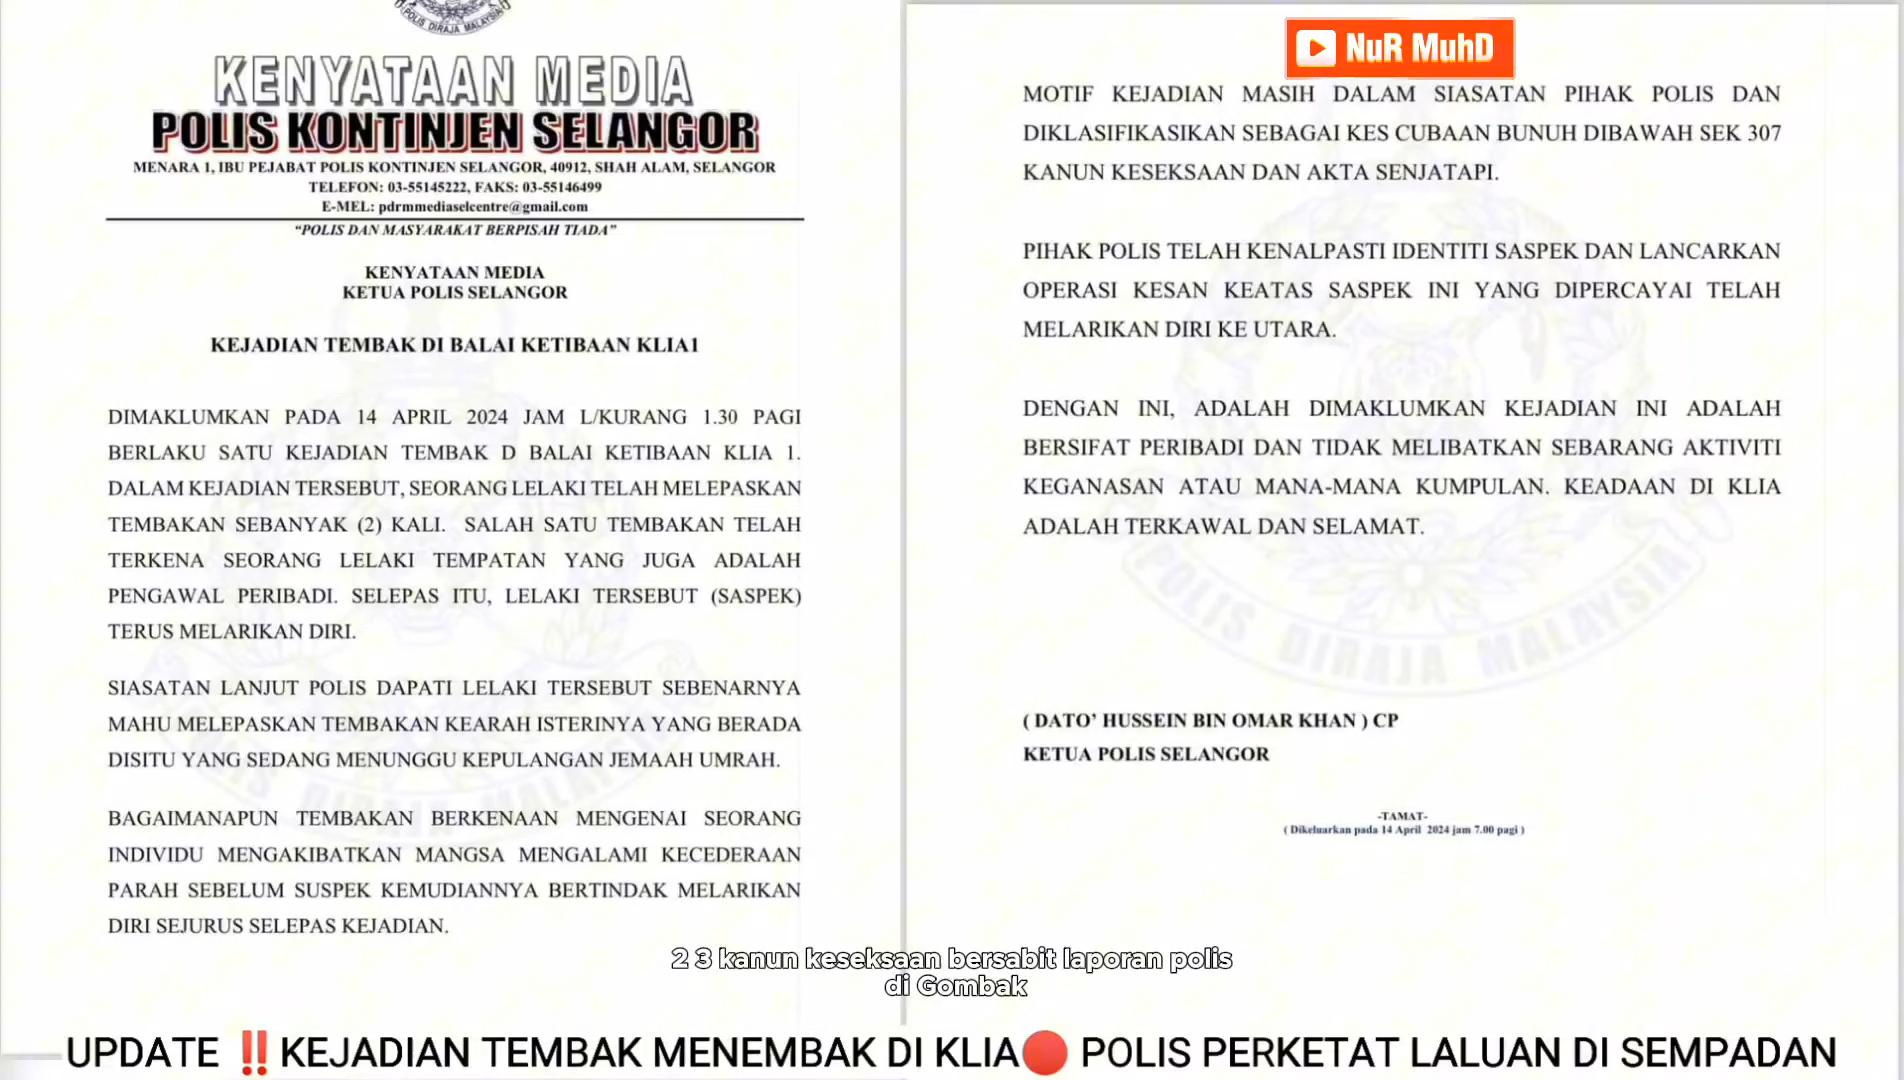 POLIS DIRAJA MALAYSIA
KENYATAAN MEDIA
POLIS KONTINJEN SELANGOR
MENARA 1, IBU PEJABAT POLIS KONTINJEN SELANGOR, 40912, SHAH ALAM, SELANGOR
TELEFON: 03-55145222, FAKS: 03-55146499
E-MEL: pdrmmediaselcentre@gmail.com
“POLIS DAN MASYARAKAT BERPISAH TIADA”
KENYATAAN MEDIA
KETUA POLIS SELANGOR
KEJADIAN TEMBAK DI BALAI KETIBAAN KLIA1
DIMAKLUMKAN PADA 14 APRIL 2024 JAM L/KURANG 1.30 PAGI
BERLAKU SATU KEJADIAN TEMBAK D BALAI KETIBAAN KLIA 1.
DALAM KEJADIAN TERSEBUT, SEORANG LELAKI TELAH MELEPASKAN
TEMBAKAN SEBANYAK (2) KALI. SALAH SATU TEMBAKAN TELAH
TERKENA SEORANG LELAKI TEMPATAN YANG JUGA ADALAH
PENGAWAL PERIBADI. SELEPAS ITU, LELAKI TERSEBUT (SASPEK)
TERUS MELARIKAN DIRI.
SIASATAN LANJUT POLIS DAPATI LELAKI TERSEBUT SEBENARNYA
MAHU MELEPASKAN TEMBAKAN KEARAH ISTERINYA YANG BERADA
DISITU YANG SEDANG MENUNGGU KEPULANGAN JEMAAH UMRAH.
BAGAIMANAPUN TEMBAKAN BERKENAAN MENGENAI SEORANG
INDIVIDU MENGAKIBATKAN MANGSA MENGALAMI KECEDERAAN
PARAH SEBELUM SUSPEK KEMUDIANNYA BERTINDAK MELARIKAN
DIRI SEJURUS SELEPAS KEJADIAN.
POLIS DIRAJA MALAYSIA
NuR MuhD
MOTIF KEJADIAN MASIH DALAM SIASATAN PIHAK POLIS DAN
DIKLASIFIKASIKAN SEBAGAI KES CUBAAN BUNUH DIBAWAH SEK 307
KANUN KESEKSAAN DAN AKTA SENJATAPI.
PIHAK POLIS TELAH KENALPASTI IDENTITI SASPEK DAN LANCARKAN
OPERASI KESAN KEATAS SASPEK INI YANG DIPERCAYAI TELAH
MELARIKAN DIRI KE UTARA.
DENGAN INI, ADALAH DIMAKLUMKAN KEJADIAN INI ADALAH
BERSIFAT PERIBADI DAN TIDAK MELIBATKAN SEBARANG AKTIVITI
KEGANASAN ATAU MANA-MANA KUMPULAN. KEADAAN DI KLIA
ADALAH TERKAWAL DAN SELAMAT.
POLIS DIRAJA MALAYSIA
( DATO’ HUSSEIN BIN OMAR KHAN ) CP
KETUA POLIS SELANGOR
-TAMAT-
( Dikeluarkan pada 14 April 2024 jam 7.00 pagi )
2 3 kanun keseksaan bersabit laporan polis
di Gombak
UPDATE ‼️KEJADIAN TEMBAK MENEMBAK DI KLIA🔴 POLIS PERKETAT LALUAN DI SEMPADAN